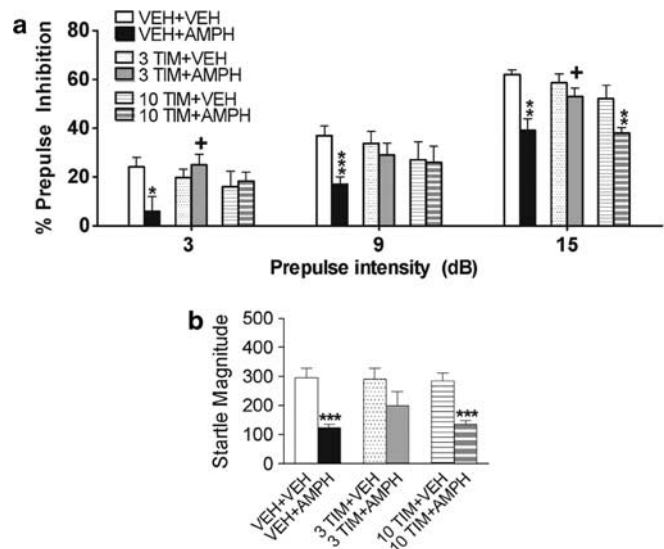 a
VEH+VEH
VEH+AMPH
3 TIM+VEH
3 TIM+AMPH
10 TIM+VEH
10 TIM+AMPH
% Prepulse Inhibition
80
60
40
20
0
*
+
***
**
+
**
3
9
15
Prepulse intensity (dB)
b
Startle Magnitude
500
400
300
200
100
0
***
***
VEH+VEH
VEH+AMPH
3 TIM+VEH
3 TIM+AMPH
10 TIM+VEH
10 TIM+AMPH